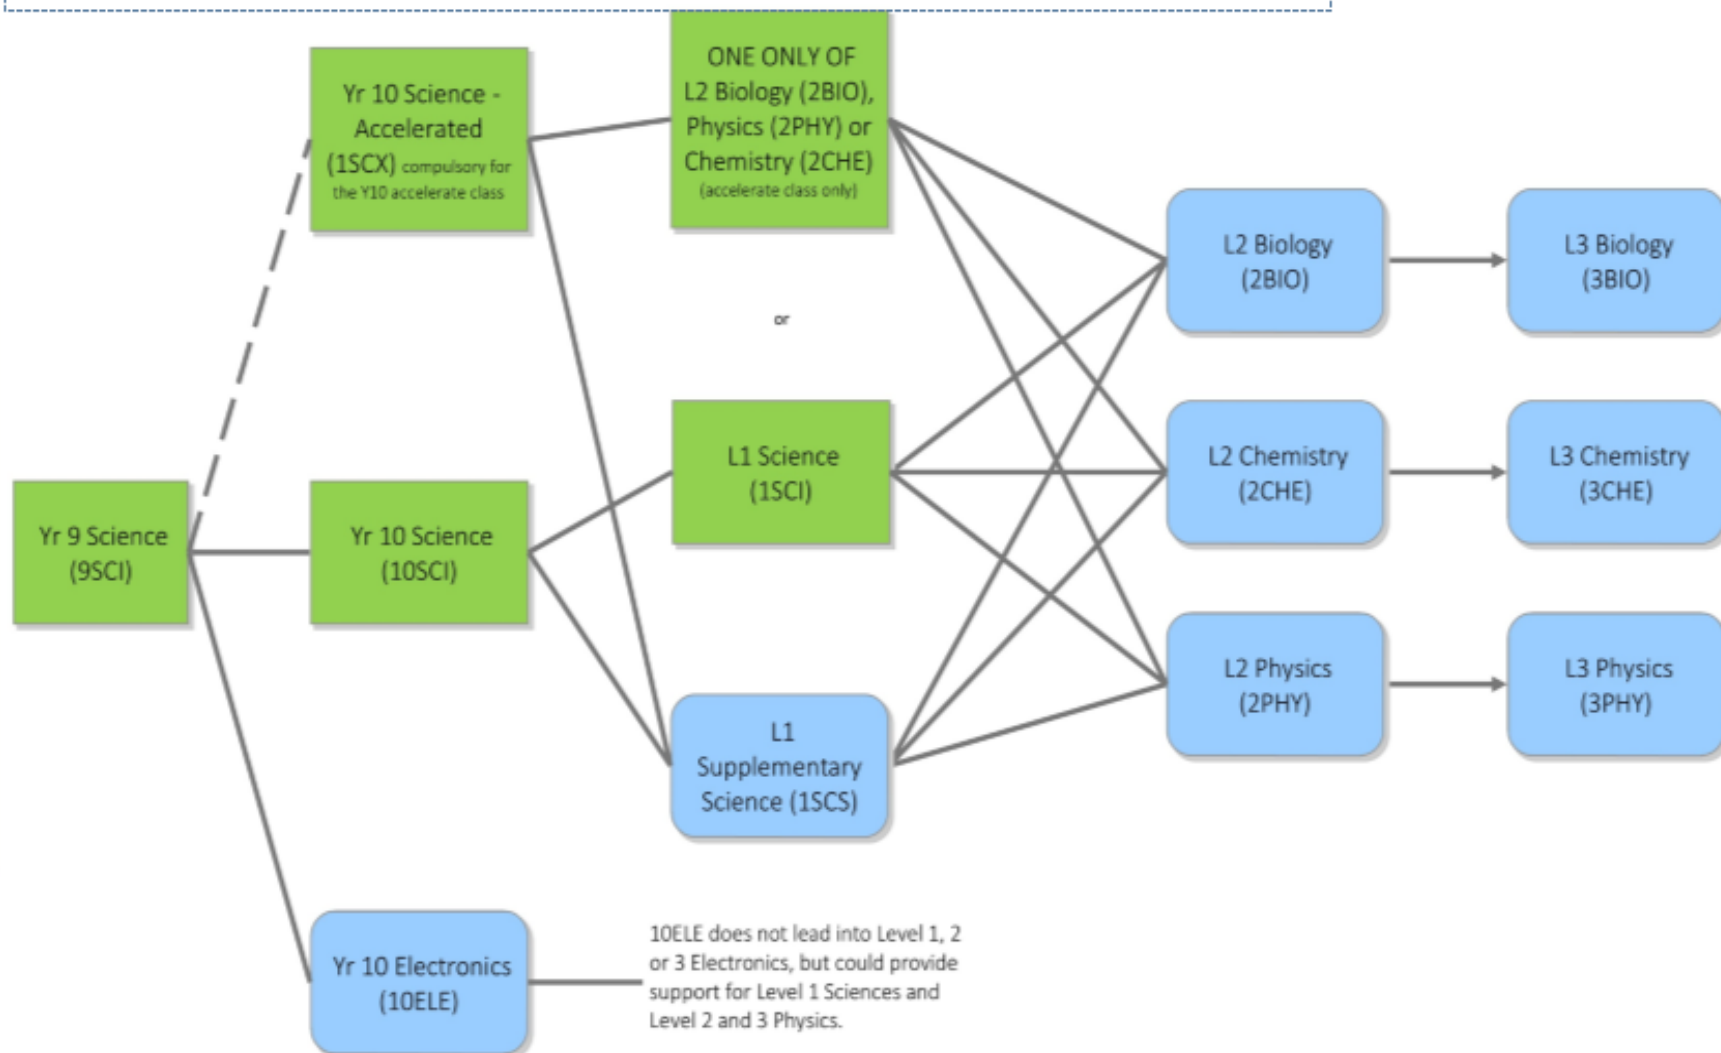 Yr 10 Science -
Accelerated
(1SCX) compulsory for
the Y10 accelerate class
ONE ONLY OF
L2 Biology (2BIO),
Physics (2PHY) or
Chemistry (2CHE)
(accelerate class only)
or
L2 Biology
(2BIO)
L3 Biology
(3BIO)
L1 Science
(1SCI)
L2 Chemistry
(2CHE)
L3 Chemistry
(3CHE)
Yr 9 Science
(9SCI)
Yr 10 Science
(10SCI)
L2 Physics
(2PHY)
L3 Physics
(3PHY)
L1
Supplementary
Science (1SCS)
Yr 10 Electronics
(10ELE)
10ELE does not lead into Level 1, 2
or 3 Electronics, but could provide
support for Level 1 Sciences and
Level 2 and 3 Physics.